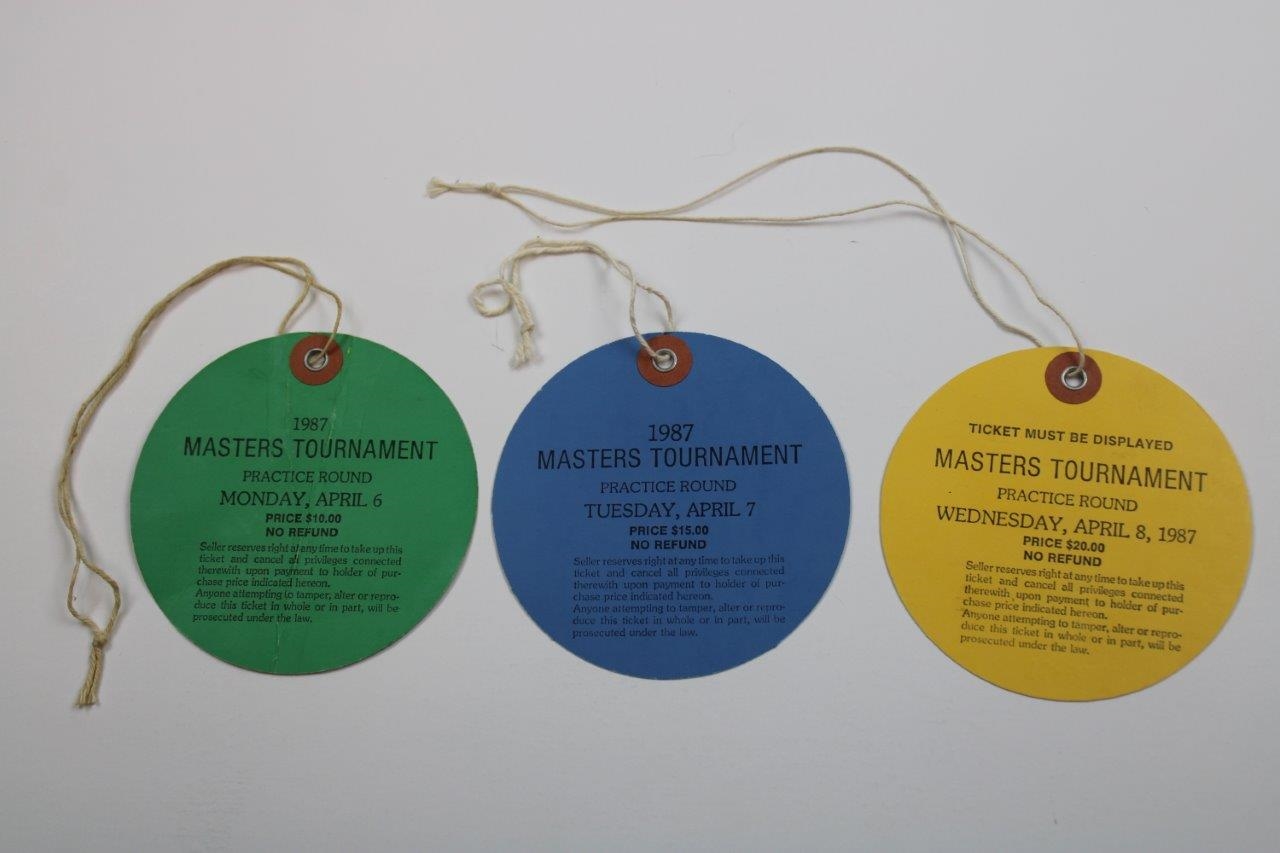 1987
MASTERS TOURNAMENT
PRACTICE ROUND
MONDAY, APRIL 6
PRICE $10.00
NO REFUND
Seller reserves right at any time to take up this
ticket and cancel all privileges connected
therewith upon payment to holder of pur-
chase price indicated hereon.
Anyone attempting to tamper, alter or repro-
duce this ticket in whole or in part, will be
prosecuted under the law.
1987
MASTERS TOURNAMENT
PRACTICE ROUND
TUESDAY, APRIL 7
PRICE $15.00
NO REFUND
Seller reserves right at any time to take up this
ticket and cancel all privileges connected
therewith upon payment to holder of pur-
chase price indicated hereon.
Anyone attempting to tamper, alter or repro-
duce this ticket in whole or in part, will be
prosecuted under the law.
TICKET MUST BE DISPLAYED
MASTERS TOURNAMENT
PRACTICE ROUND
WEDNESDAY, APRIL 8, 1987
PRICE $20.00
NO REFUND
Seller reserves right at any time to take up this
ticket and cancel all privileges connected
therewith upon payment to holder of pur-
chase price indicated hereon.
Anyone attempting to tamper, alter or repro-
duce this ticket in whole or in part, will be
prosecuted under the law.